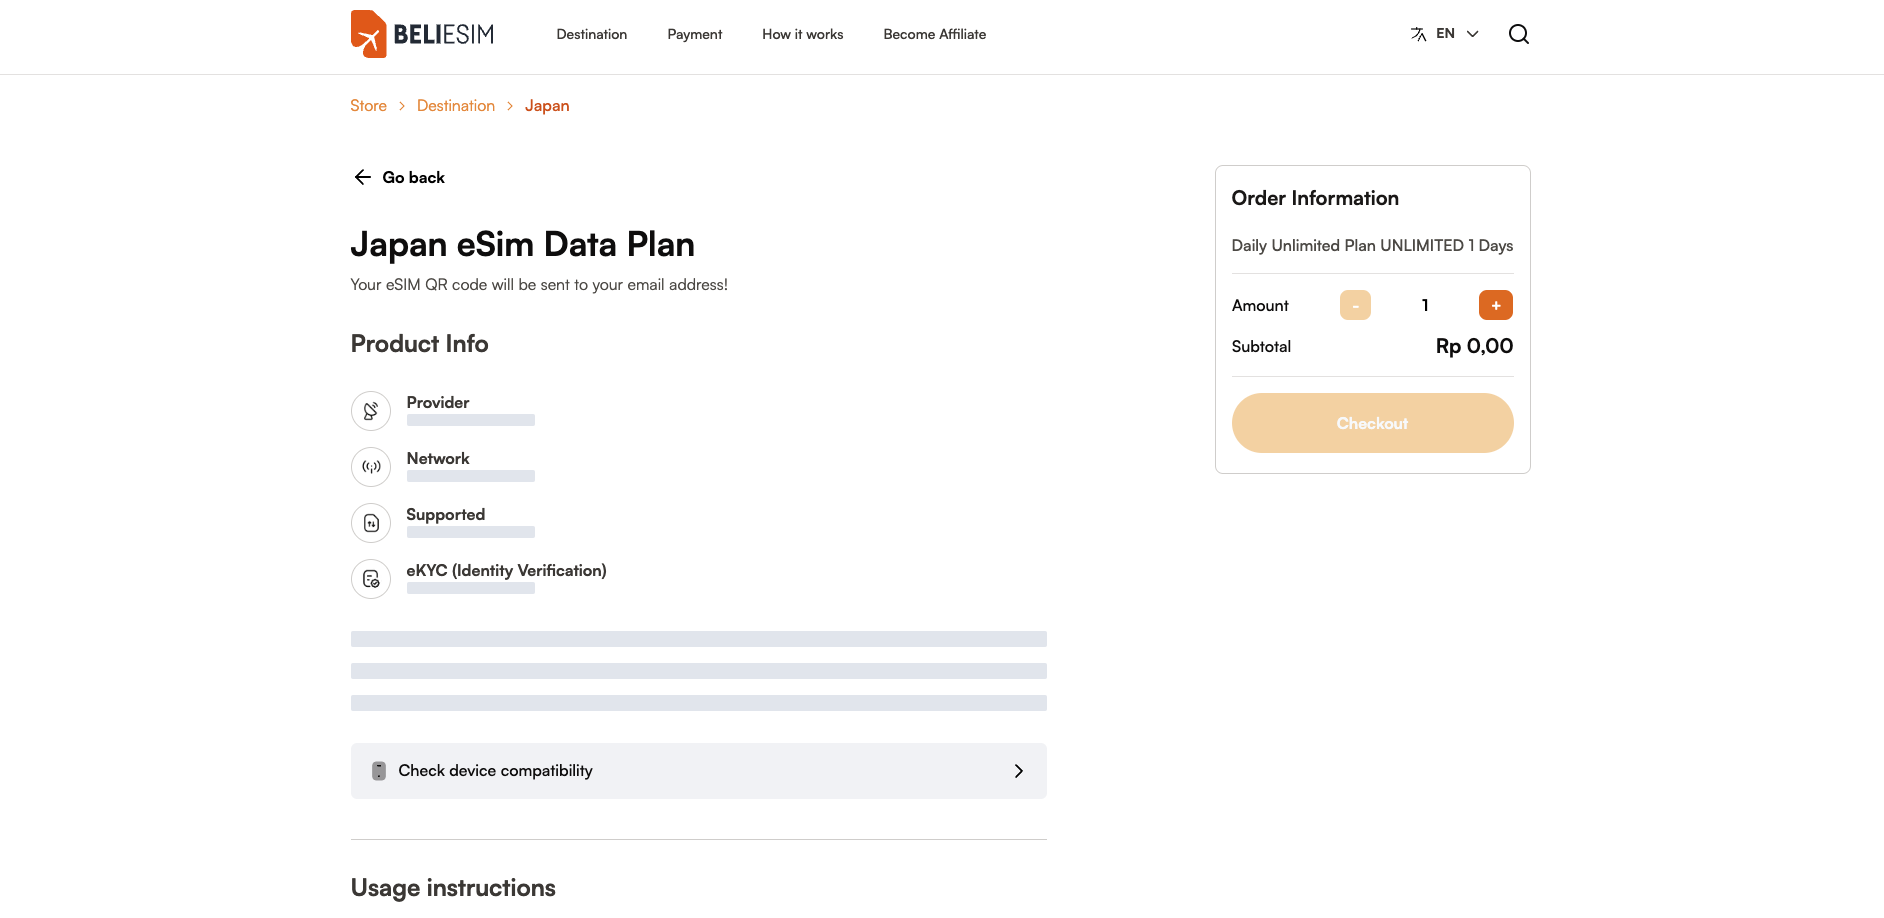 BELIESIM
Destination
Payment
How it works
Become Affiliate
EN
Store > Destination > Japan
Go back
Japan eSim Data Plan
Your eSIM QR code will be sent to your email address!
Product Info
Provider
Network
Supported
eKYC (Identity Verification)
Check device compatibility
Usage instructions
Order Information
Daily Unlimited Plan UNLIMITED 1 Days
Amount - 1 +
Subtotal Rp 0,00
Checkout